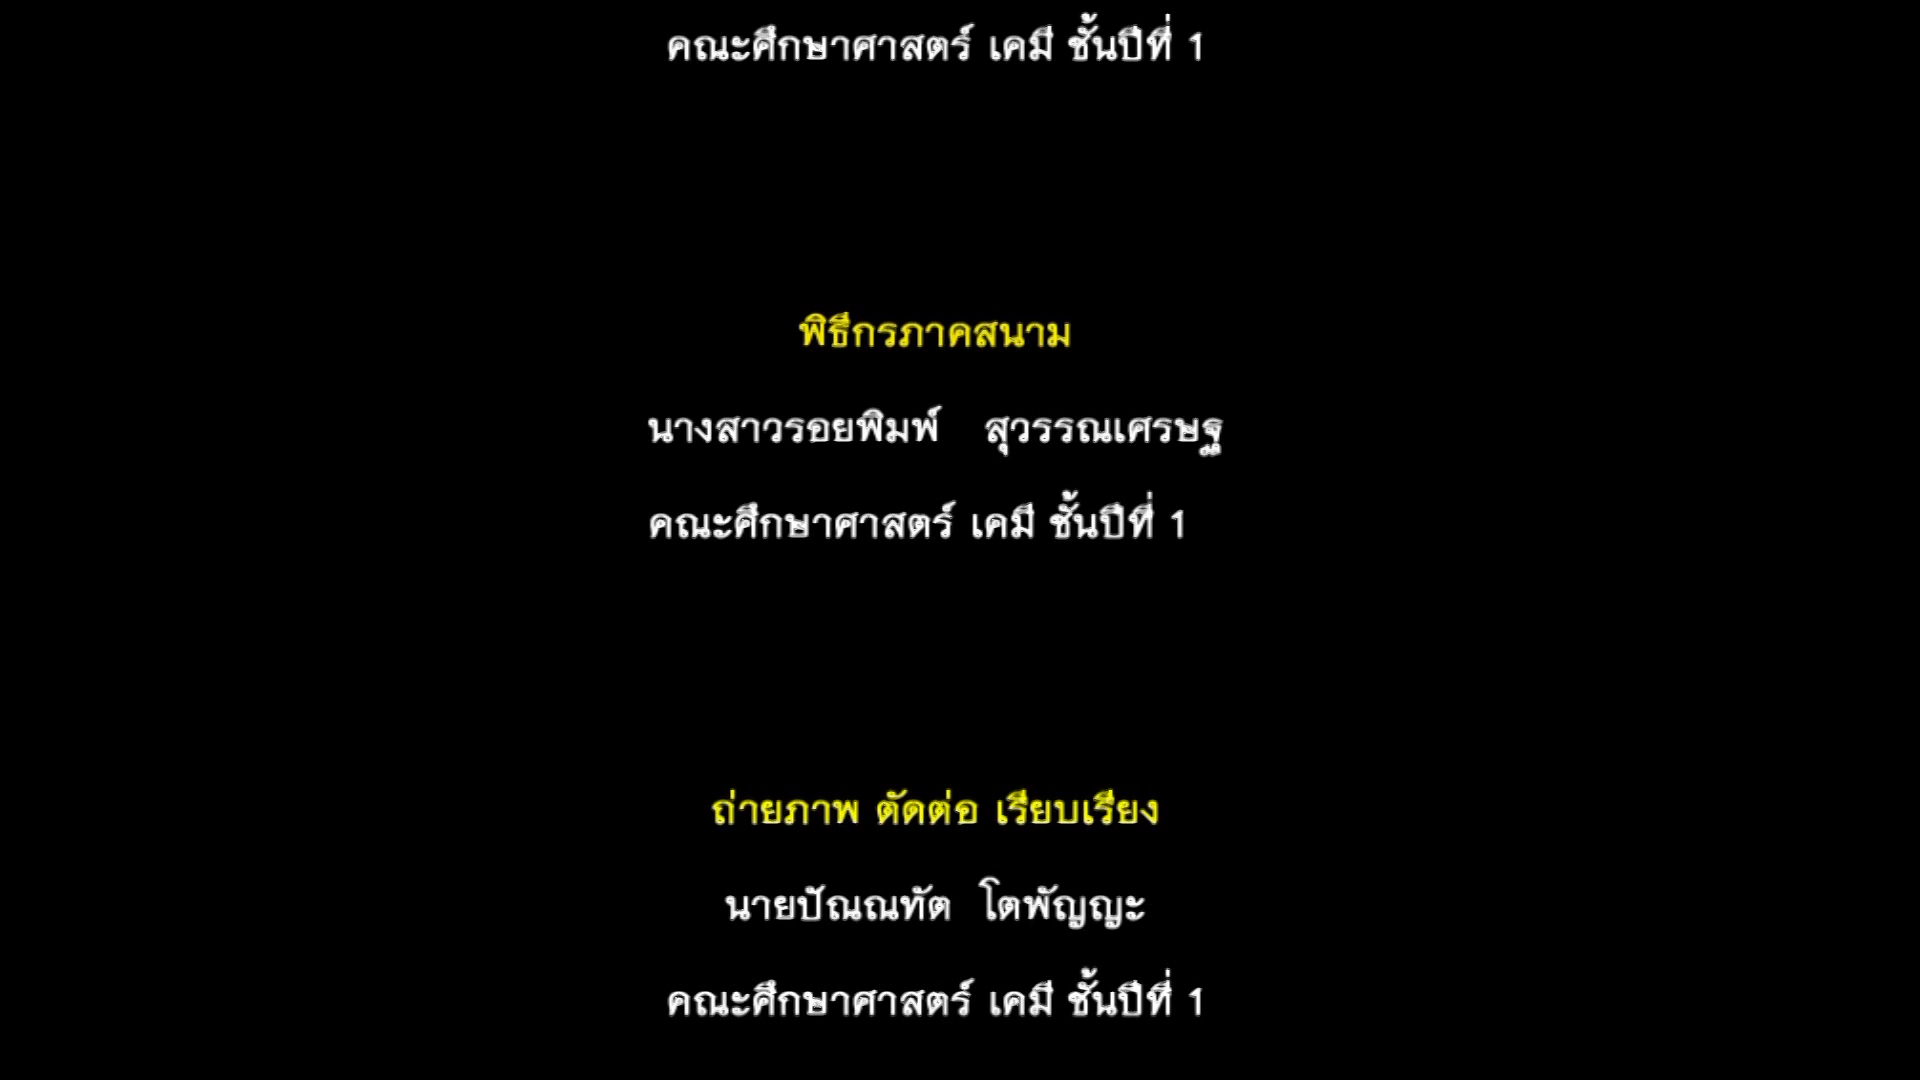 คณะศึกษาศาสตร์ เคมี ชั้นปีที่ 1
พิธีกรภาคสนาม
นางสาวรอยพิมพ์ สุวรรณเศรษฐ
คณะศึกษาศาสตร์ เคมี ชั้นปีที่ 1
ถ่ายภาพ ตัดต่อ เรียบเรียง
นายปัณณทัต โตพัญญะ
คณะศึกษาศาสตร์ เคมี ชั้นปีที่ 1